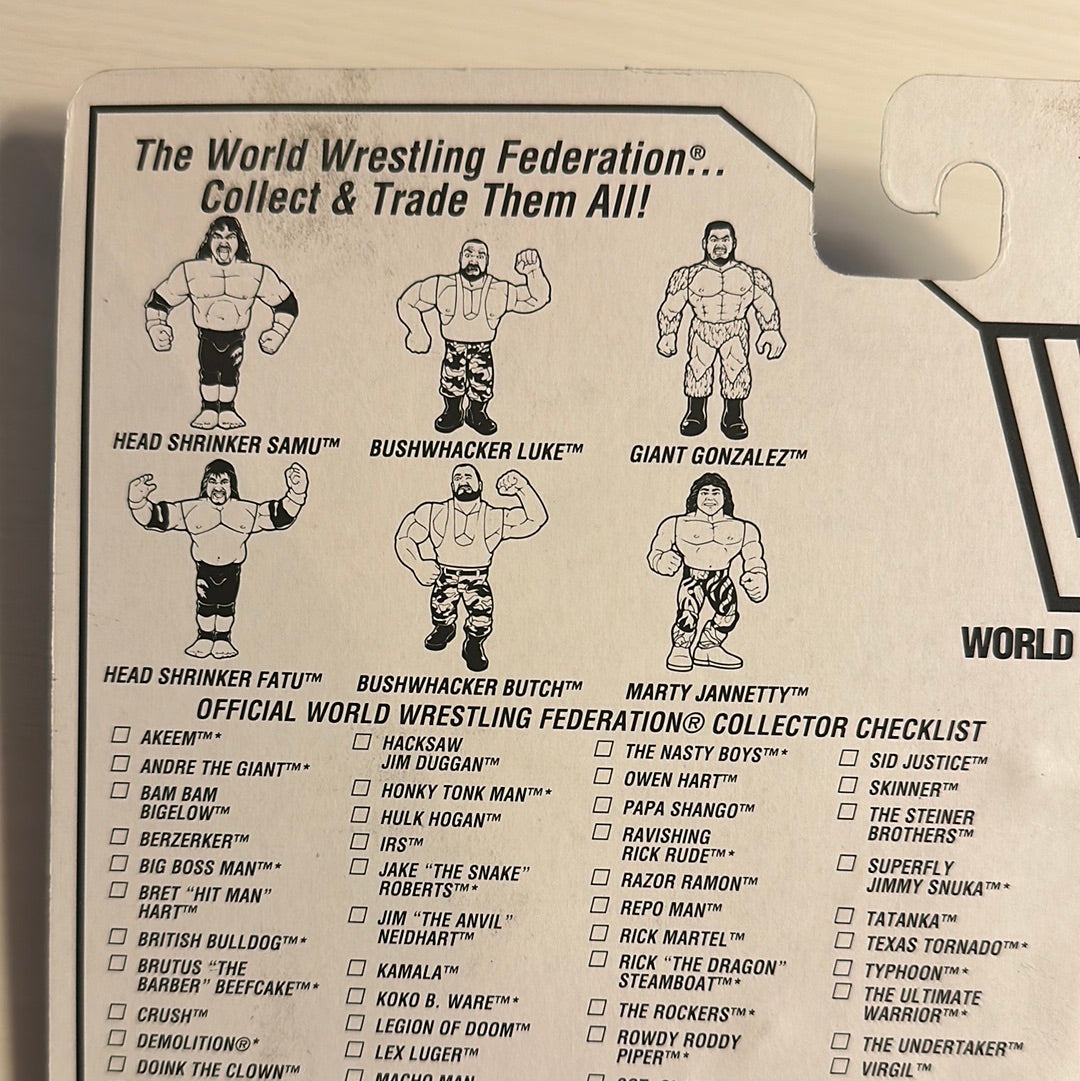 The World Wrestling Federation®...
Collect & Trade Them All!
HEAD SHRINKER SAMU™
BUSHWHACKER LUKE™
GIANT GONZALEZ™
HEAD SHRINKER FATU™
BUSHWHACKER BUTCH™
MARTY JANNETTY™
WORLD
OFFICIAL WORLD WRESTLING FEDERATION® COLLECTOR CHECKLIST
AKEEM™*
ANDRE THE GIANT™*
BAM BAM
BIGELOW™
BERZERKER™
BIG BOSS MAN™*
BRET “HIT MAN”
HART™
BRITISH BULLDOG™*
BRUTUS “THE
BARBER” BEEFCAKE™*
CRUSH™
DEMOLITION®*
DOINK THE CLOWN™
HACKSAW
JIM DUGGAN™
HONKY TONK MAN™*
HULK HOGAN™
IRS™
JAKE “THE SNAKE”
ROBERTS™*
JIM “THE ANVIL”
NEIDHART™
KAMALA™
KOKO B. WARE™*
LEGION OF DOOM™
LEX LUGER™
MACHO MAN
THE NASTY BOYS™*
OWEN HART™
PAPA SHANGO™
RAVISHING
RICK RUDE™*
RAZOR RAMON™
REPO MAN™
RICK MARTEL™
RICK “THE DRAGON”
STEAMBOAT™*
THE ROCKERS™*
ROWDY RODDY
PIPER™*
SID JUSTICE™
SKINNER™
THE STEINER
BROTHERS™
SUPERFLY
JIMMY SNUKA™*
TATANKA™
TEXAS TORNADO™*
TYPHOON™*
THE ULTIMATE
WARRIOR™*
THE UNDERTAKER™
VIRGIL™